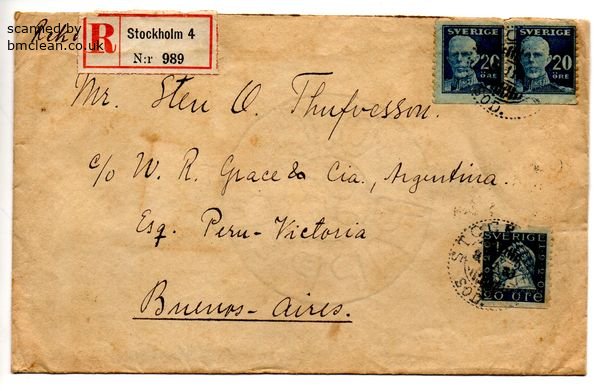 scanned by
bmclean.co.uk
R
Stockholm 4
N:r 989
SVERIGE
20
ÖRE
SVERIGE
20
ÖRE
Mr. Sten O. Thufvesson.
c/o W. R. Grace & Cia., Argentina
Esq. Peru-Victoria
Buenos-Aires.
SVERIGE
20 ÖRE